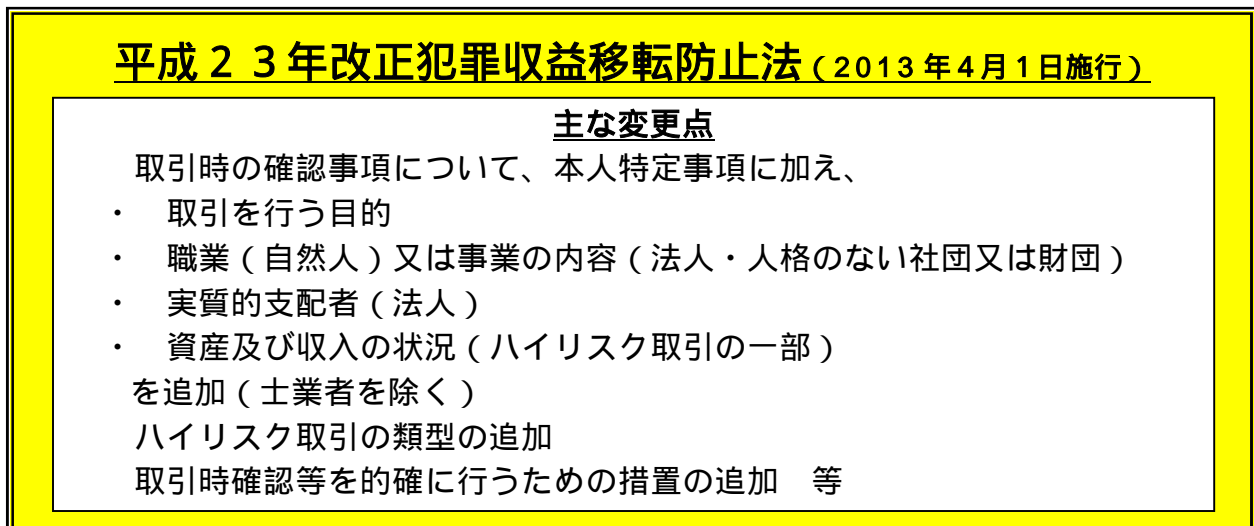 平成２３年改正犯罪収益移転防止法（2013年4月1日施行）
主な変更点
取引時の確認事項について、本人特定事項に加え、
・　取引を行う目的
・　職業（自然人）又は事業の内容（法人・人格のない社団又は財団）
・　実質的支配者（法人）
・　資産及び収入の状況（ハイリスク取引の一部）
を追加（士業者を除く）
ハイリスク取引の類型の追加
取引時確認等を的確に行うための措置の追加　等